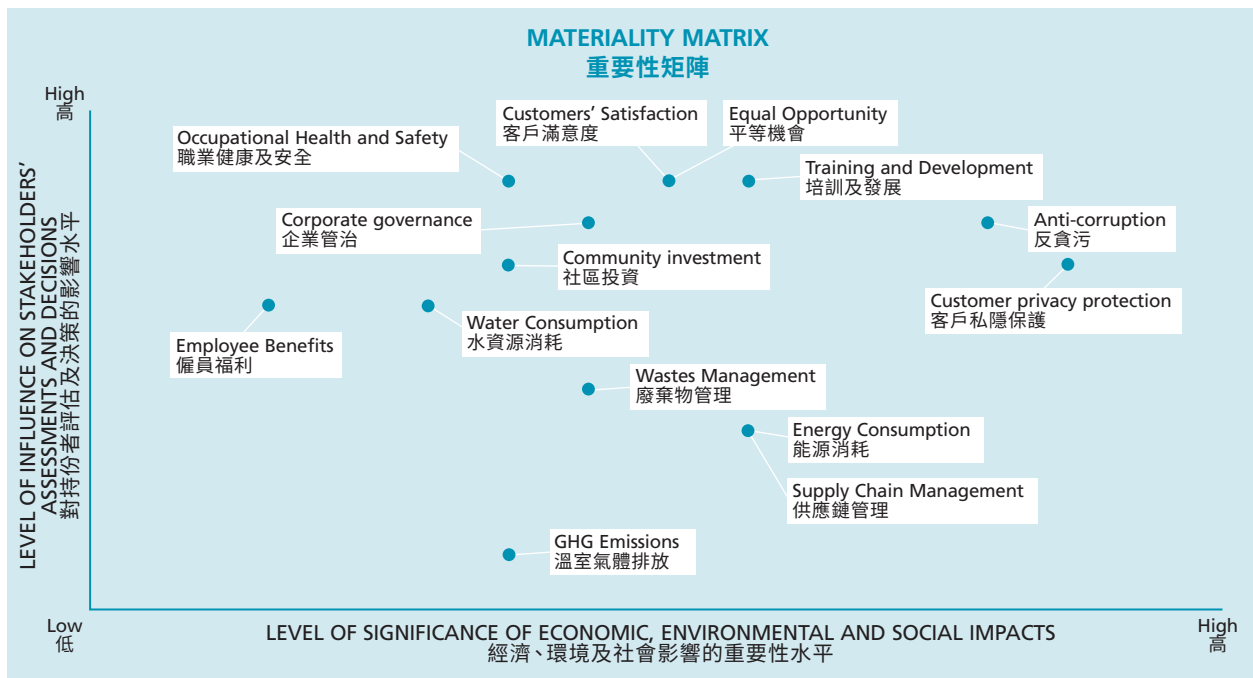 MATERIALITY MATRIX
重要性矩陣
High
高
LEVEL OF INFLUENCE ON STAKEHOLDERS'
ASSESSMENTS AND DECISIONS
對持份者評估及決策的影響水平
Occupational Health and Safety
職業健康及安全
Customers' Satisfaction
客戶滿意度
Equal Opportunity
平等機會
Training and Development
培訓及發展
Corporate governance
企業管治
Anti-corruption
反貪污
Community investment
社區投資
Customer privacy protection
客戶私隱保護
Water Consumption
水資源消耗
Employee Benefits
僱員福利
Wastes Management
廢棄物管理
Energy Consumption
能源消耗
Supply Chain Management
供應鏈管理
GHG Emissions
溫室氣體排放
Low
低
LEVEL OF SIGNIFICANCE OF ECONOMIC, ENVIRONMENTAL AND SOCIAL IMPACTS
經濟、環境及社會影響的重要性水平
High
高